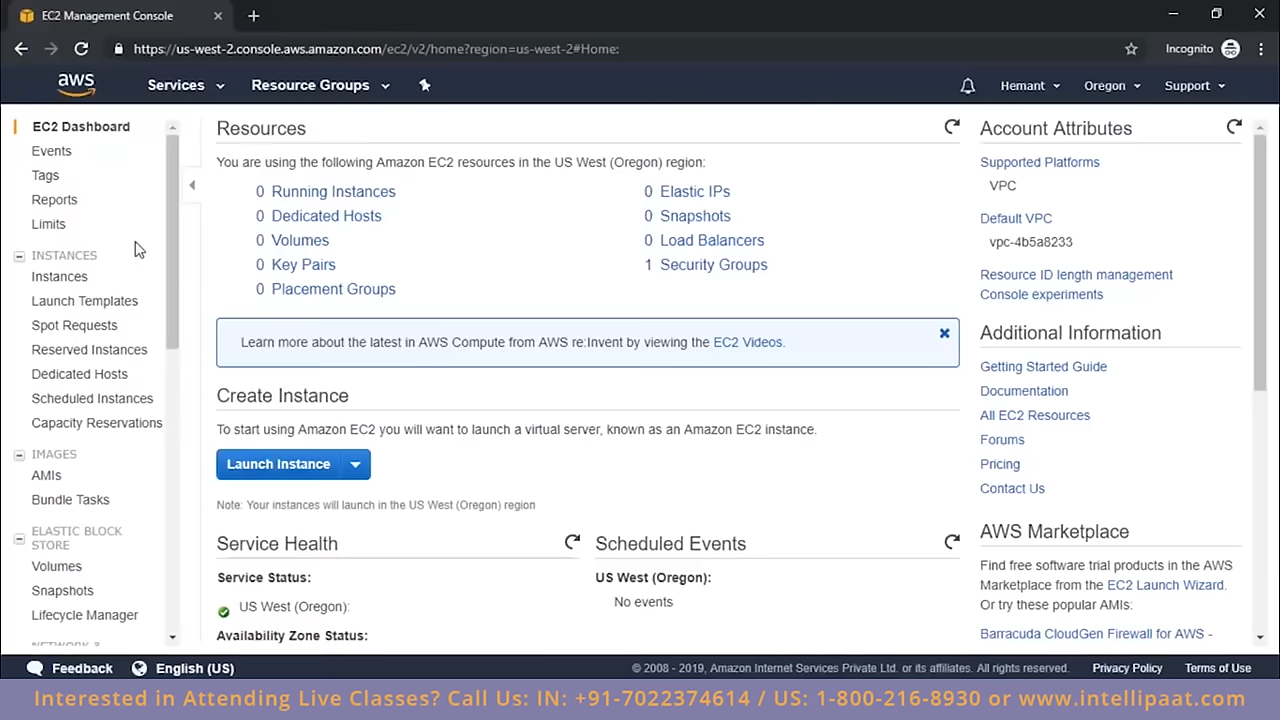 EC2 Management Console
https://us-west-2.console.aws.amazon.com/ec2/v2/home?region=us-west-2#Home:
Incognito
aws
Services
Resource Groups
Hemant
Oregon
Support
EC2 Dashboard
Events
Tags
Reports
Limits
INSTANCES
Instances
Launch Templates
Spot Requests
Reserved Instances
Dedicated Hosts
Scheduled Instances
Capacity Reservations
IMAGES
AMIs
Bundle Tasks
ELASTIC BLOCK
STORE
Volumes
Snapshots
Lifecycle Manager
Resources
You are using the following Amazon EC2 resources in the US West (Oregon) region:
0 Running Instances
0 Dedicated Hosts
0 Volumes
0 Key Pairs
0 Placement Groups
0 Elastic IPs
0 Snapshots
0 Load Balancers
1 Security Groups
Learn more about the latest in AWS Compute from AWS re:Invent by viewing the EC2 Videos.
Create Instance
To start using Amazon EC2 you will want to launch a virtual server, known as an Amazon EC2 instance.
Launch Instance
Note: Your instances will launch in the US West (Oregon) region
Service Health
Service Status:
US West (Oregon):
Availability Zone Status:
Scheduled Events
US West (Oregon):
No events
Account Attributes
Supported Platforms
VPC
Default VPC
vpc-4b5a8233
Resource ID length management
Console experiments
Additional Information
Getting Started Guide
Documentation
All EC2 Resources
Forums
Pricing
Contact Us
AWS Marketplace
Find free software trial products in the AWS
Marketplace from the EC2 Launch Wizard.
Or try these popular AMIs:
Barracuda CloudGen Firewall for AWS -
Feedback
English (US)
© 2008 - 2019, Amazon Internet Services Private Ltd. or its affiliates. All rights reserved.
Privacy Policy
Terms of Use
Interested in Attending Live Classes? Call Us: IN: +91-7022374614 / US: 1-800-216-8930 or www.intellipaat.com